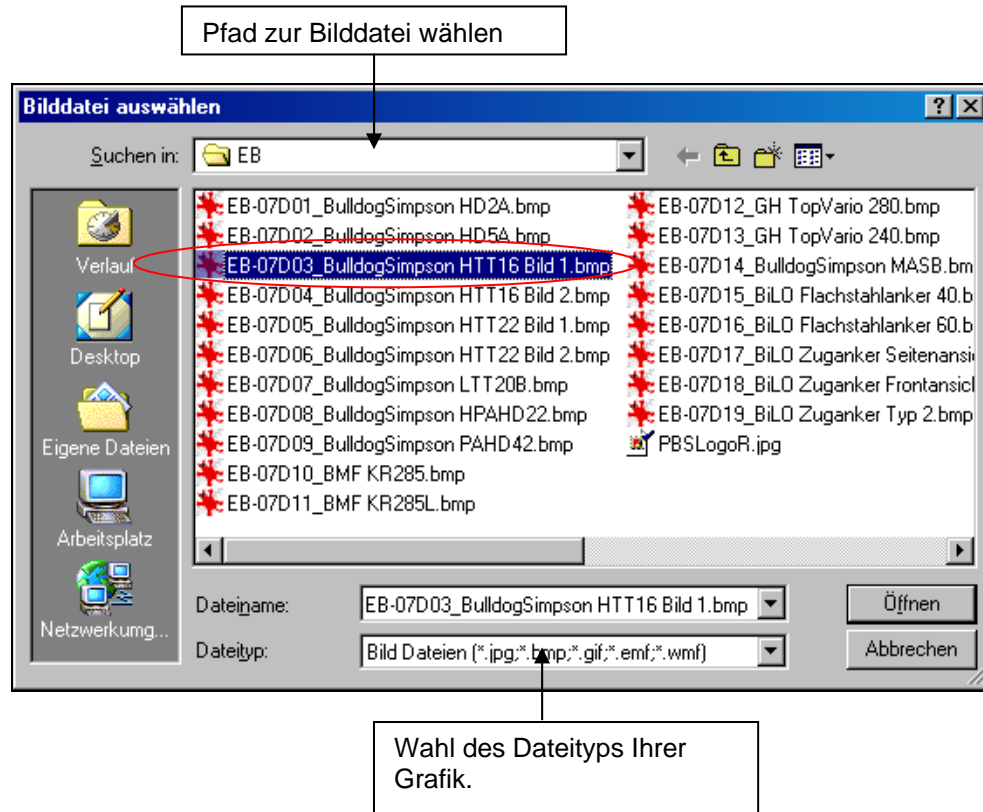 Pfad zur Bilddatei wählen
Bilddatei auswählen
Suchen in:
EB
Verlauf
Desktop
Eigene Dateien
Arbeitsplatz
Netzwerkumg...
EB-07D01_BulldogSimpson HD2A.bmp
EB-07D02_BulldogSimpson HD5A.bmp
EB-07D03_BulldogSimpson HTT16 Bild 1.bmp
EB-07D04_BulldogSimpson HTT16 Bild 2.bmp
EB-07D05_BulldogSimpson HTT22 Bild 1.bmp
EB-07D06_BulldogSimpson HTT22 Bild 2.bmp
EB-07D07_BulldogSimpson LTT20B.bmp
EB-07D08_BulldogSimpson HPAHD22.bmp
EB-07D09_BulldogSimpson PAHD42.bmp
EB-07D10_BMF KR285.bmp
EB-07D11_BMF KR285L.bmp
EB-07D12_GH TopVario 280.bmp
EB-07D13_GH TopVario 240.bmp
EB-07D14_BulldogSimpson MASB.bm
EB-07D15_BiLO Flachstahlanker 40.b
EB-07D16_BiLO Flachstahlanker 60.b
EB-07D17_BiLO Zuganker Seitenansi
EB-07D18_BiLO Zuganker Frontansicl
EB-07D19_BiLO Zuganker Typ 2.bmp
PBSLogoR.jpg
Dateiname:
EB-07D03_BulldogSimpson HTT16 Bild 1.bmp
Öffnen
Dateityp:
Bild Dateien (*.jpg;*.bmp;*.gif;*.emf;*.wmf)
Abbrechen
Wahl des Dateityps Ihrer
Grafik.